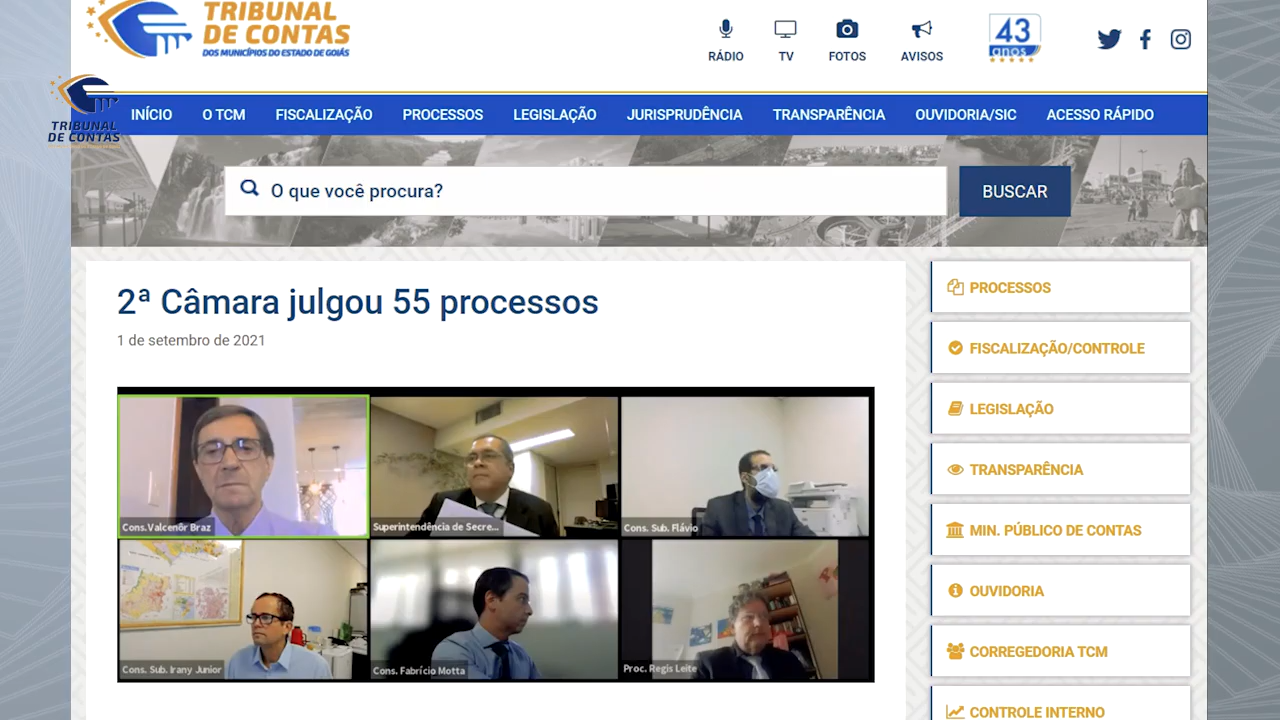 TRIBUNAL
DE CONTAS
DOS MUNICÍPIOS DO ESTADO DE GOIÁS
RÁDIO
TV
FOTOS
AVISOS
43
anos
TRIBUNAL
DE CONTAS
INÍCIO
O TCM
FISCALIZAÇÃO
PROCESSOS
LEGISLAÇÃO
JURISPRUDÊNCIA
TRANSPARÊNCIA
OUVIDORIA/SIC
ACESSO RÁPIDO
O que você procura?
BUSCAR
2ª Câmara julgou 55 processos
1 de setembro de 2021
Cons.Valcenôr Braz
Superintendência de Secre...
Cons. Sub. Flávio
Cons. Sub. Irany Junior
Cons. Fabrício Motta
Proc. Regis Leite
PROCESSOS
FISCALIZAÇÃO/CONTROLE
LEGISLAÇÃO
TRANSPARÊNCIA
MIN. PÚBLICO DE CONTAS
OUVIDORIA
CORREGEDORIA TCM
CONTROLE INTERNO